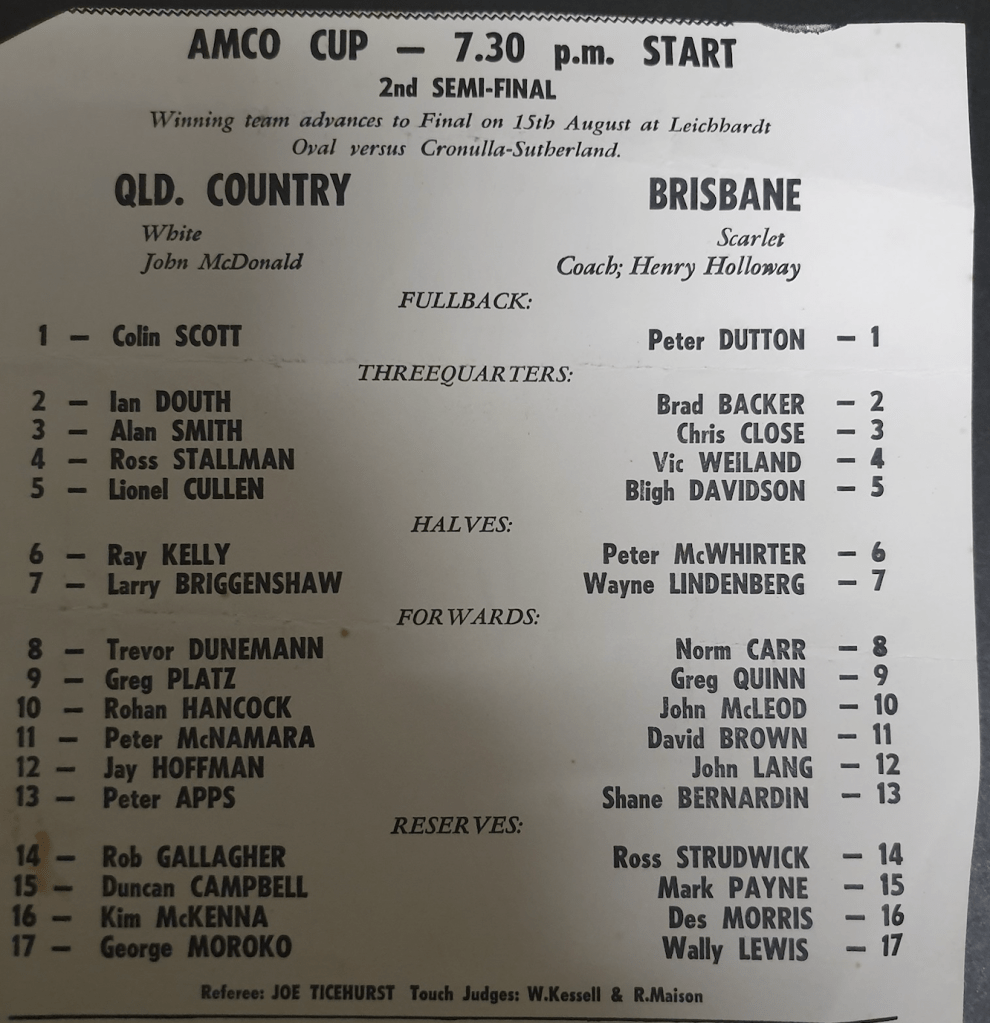 AMCO CUP — 7.30 p.m. START
2nd SEMI-FINAL
Winning team advances to Final on 15th August at Leichhardt
Oval versus Cronulla-Sutherland.
QLD. COUNTRY BRISBANE
White Scarlet
John McDonald Coach; Henry Holloway
FULLBACK:
1 — Colin SCOTT Peter DUTTON — 1
THREEQUARTERS:
2 — Ian DOUTH Brad BACKER — 2
3 — Alan SMITH Chris CLOSE — 3
4 — Ross STALLMAN Vic WEILAND — 4
5 — Lionel CULLEN Bligh DAVIDSON — 5
HALVES:
6 — Ray KELLY Peter McWHIRTER — 6
7 — Larry BRIGGENSHAW Wayne LINDENBERG — 7
FORWARDS:
8 — Trevor DUNEMANN Norm CARR — 8
9 — Greg PLATZ Greg QUINN — 9
10 — Rohan HANCOCK John McLEOD — 10
11 — Peter McNAMARA David BROWN — 11
12 — Jay HOFFMAN John LANG — 12
13 — Peter APPS Shane BERNARDIN — 13
RESERVES:
14 — Rob GALLAGHER Ross STRUDWICK — 14
15 — Duncan CAMPBELL Mark PAYNE — 15
16 — Kim McKENNA Des MORRIS — 16
17 — George MOROKO Wally LEWIS — 17
Referee: JOE TICEHURST Touch Judges: W.Kessell & R.Maison